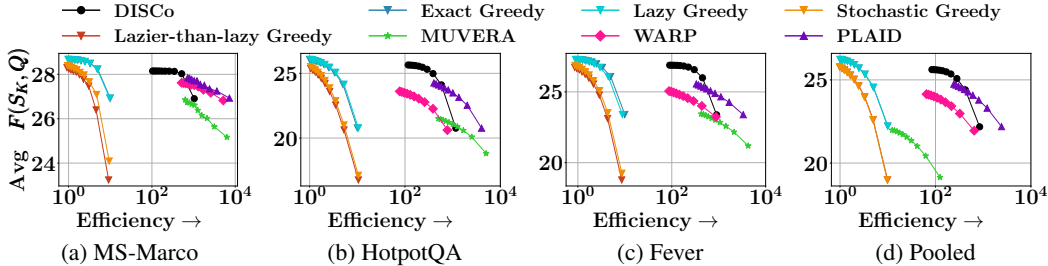 DISCo Exact Greedy Lazy Greedy Stochastic Greedy
Lazier-than-lazy Greedy MUVERA WARP PLAID
Avg F(S_K, Q)
28
26
24
10^0 10^2 10^4
Efficiency →
(a) MS-Marco
25
20
10^0 10^2 10^4
Efficiency →
(b) HotpotQA
25
20
10^0 10^2 10^4
Efficiency →
(c) Fever
25
20
10^0 10^2 10^4
Efficiency →
(d) Pooled